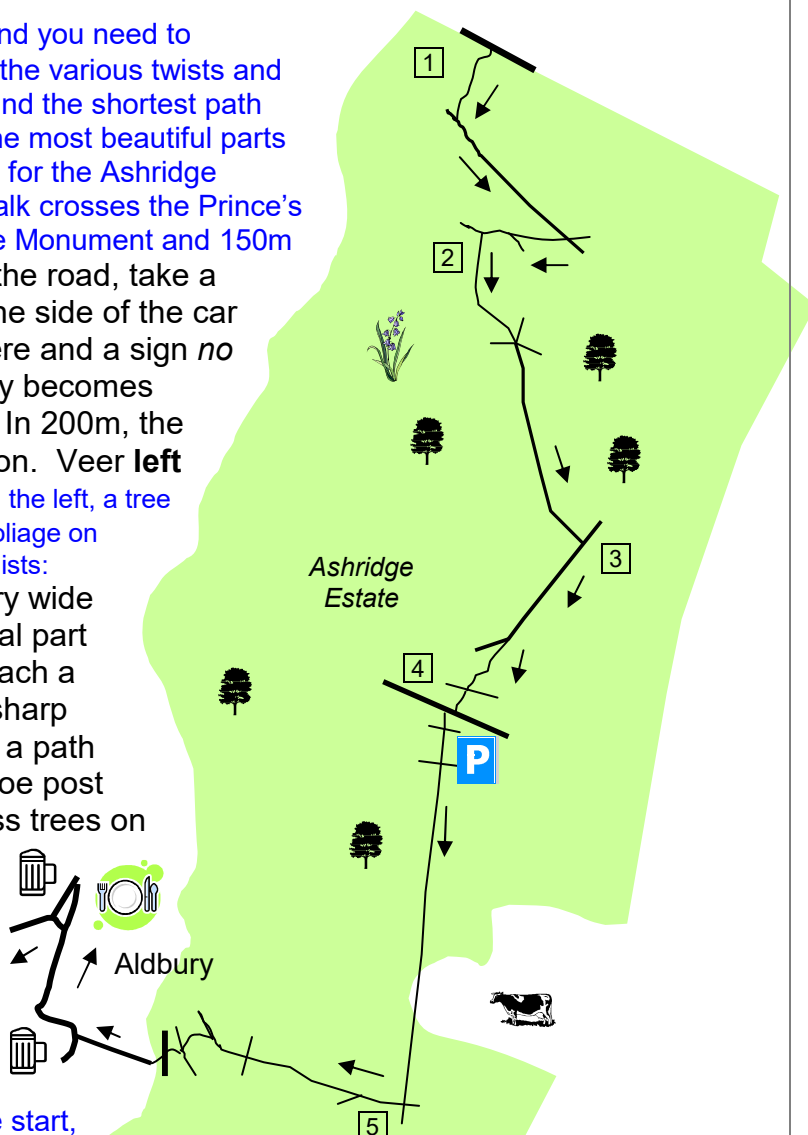 nd you need to
the various twists and
nd the shortest path
ne most beautiful parts
for the Ashridge
alk crosses the Prince's
e Monument and 150m
the road, take a
ne side of the car
ere and a sign no
y becomes
In 200m, the
on. Veer left
the left, a tree
oliage on
ists:
ry wide
al part
ach a
sharp
a path
oe post
ss trees on
1
2
3
Ashridge
Estate
4
P
Aldbury
5
e start,